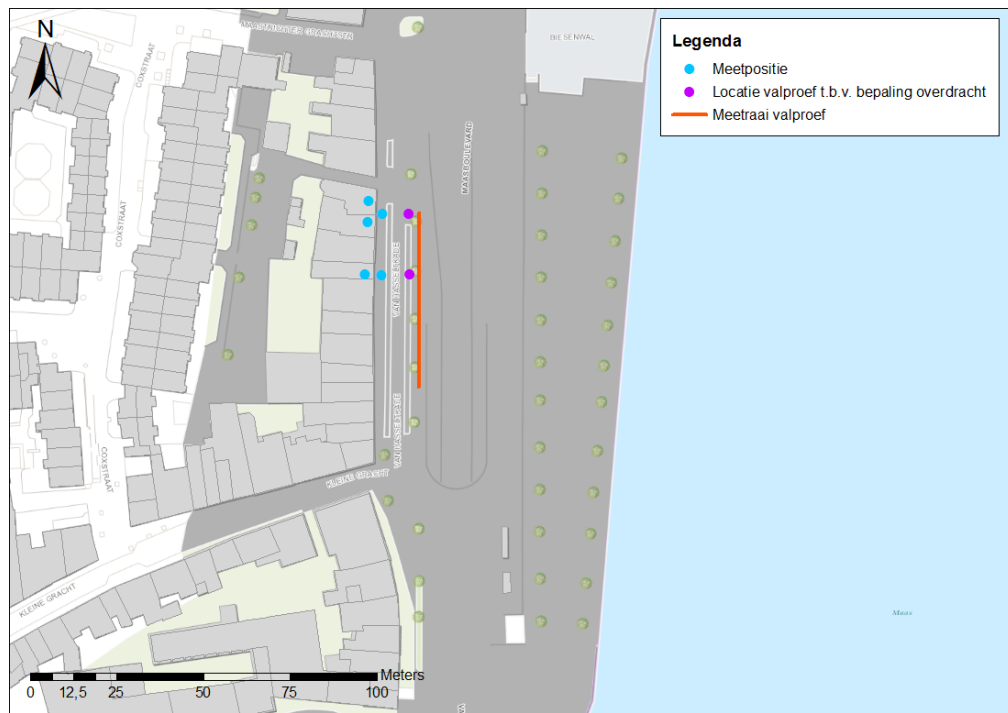 N
MAASTRICHTER GRACHTSTR
BIESENWAL
COXSTRAAT
Legenda
Meetpositie
Locatie valproef t.b.v. bepaling overdracht
Meetraai valproef
MAASBOULEVARD
COXSTRAAT
VAN HASSELTKADE
VAN HASSELTKADE
COXSTRAAT
KLEINE GRACHT
KLEINE GRACHT
Maas
Meters
0 12,5 25 50 75 100